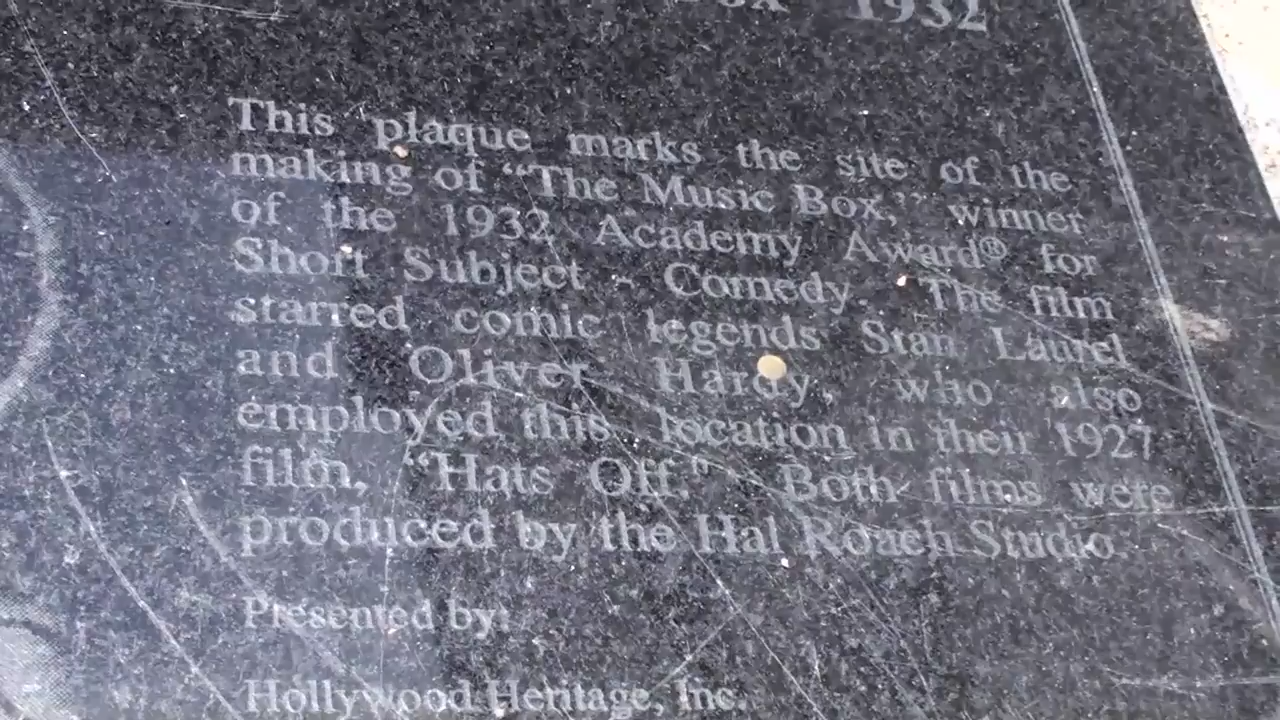 1932
This plaque marks the site of the
making of “The Music Box,” winner
of the 1932 Academy Award® for
Short Subject - Comedy. The film
starred comic legends Stan Laurel
and Oliver Hardy, who also
employed this location in their 1927
film, “Hats Off.” Both films were
produced by the Hal Roach Studio.
Presented by:
Hollywood Heritage, Inc.